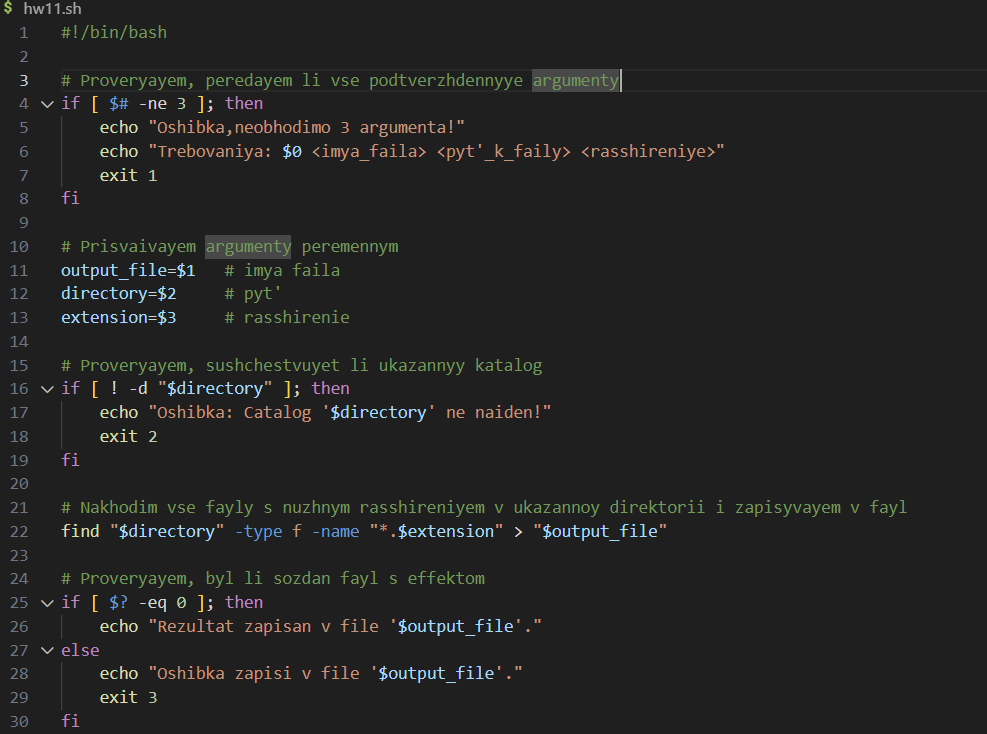 $ hw11.sh
1 #!/bin/bash
2
3 # Proveryayem, peredayem li vse podtverzhdennyye argumenty
4 if [ $# -ne 3 ]; then
5 echo "Oshibka,neobhodimo 3 argumenta!"
6 echo "Trebovaniya: $0 <imya_faila> <pyt'_k_faily> <rasshireniye>"
7 exit 1
8 fi
9
10 # Prisvaivayem argumenty peremennym
11 output_file=$1 # imya faila
12 directory=$2 # pyt'
13 extension=$3 # rasshirenie
14
15 # Proveryayem, sushchestvuyet li ukazannyy katalog
16 if [ ! -d "$directory" ]; then
17 echo "Oshibka: Catalog '$directory' ne naiden!"
18 exit 2
19 fi
20
21 # Nakhodim vse fayly s nuzhnym rasshireniyem v ukazannoy direktorii i zapisyvayem v fayl
22 find "$directory" -type f -name "*.$extension" > "$output_file"
23
24 # Proveryayem, byl li sozdan fayl s effektom
25 if [ $? -eq 0 ]; then
26 echo "Rezultat zapisan v file '$output_file'."
27 else
28 echo "Oshibka zapisi v file '$output_file'."
29 exit 3
30 fi